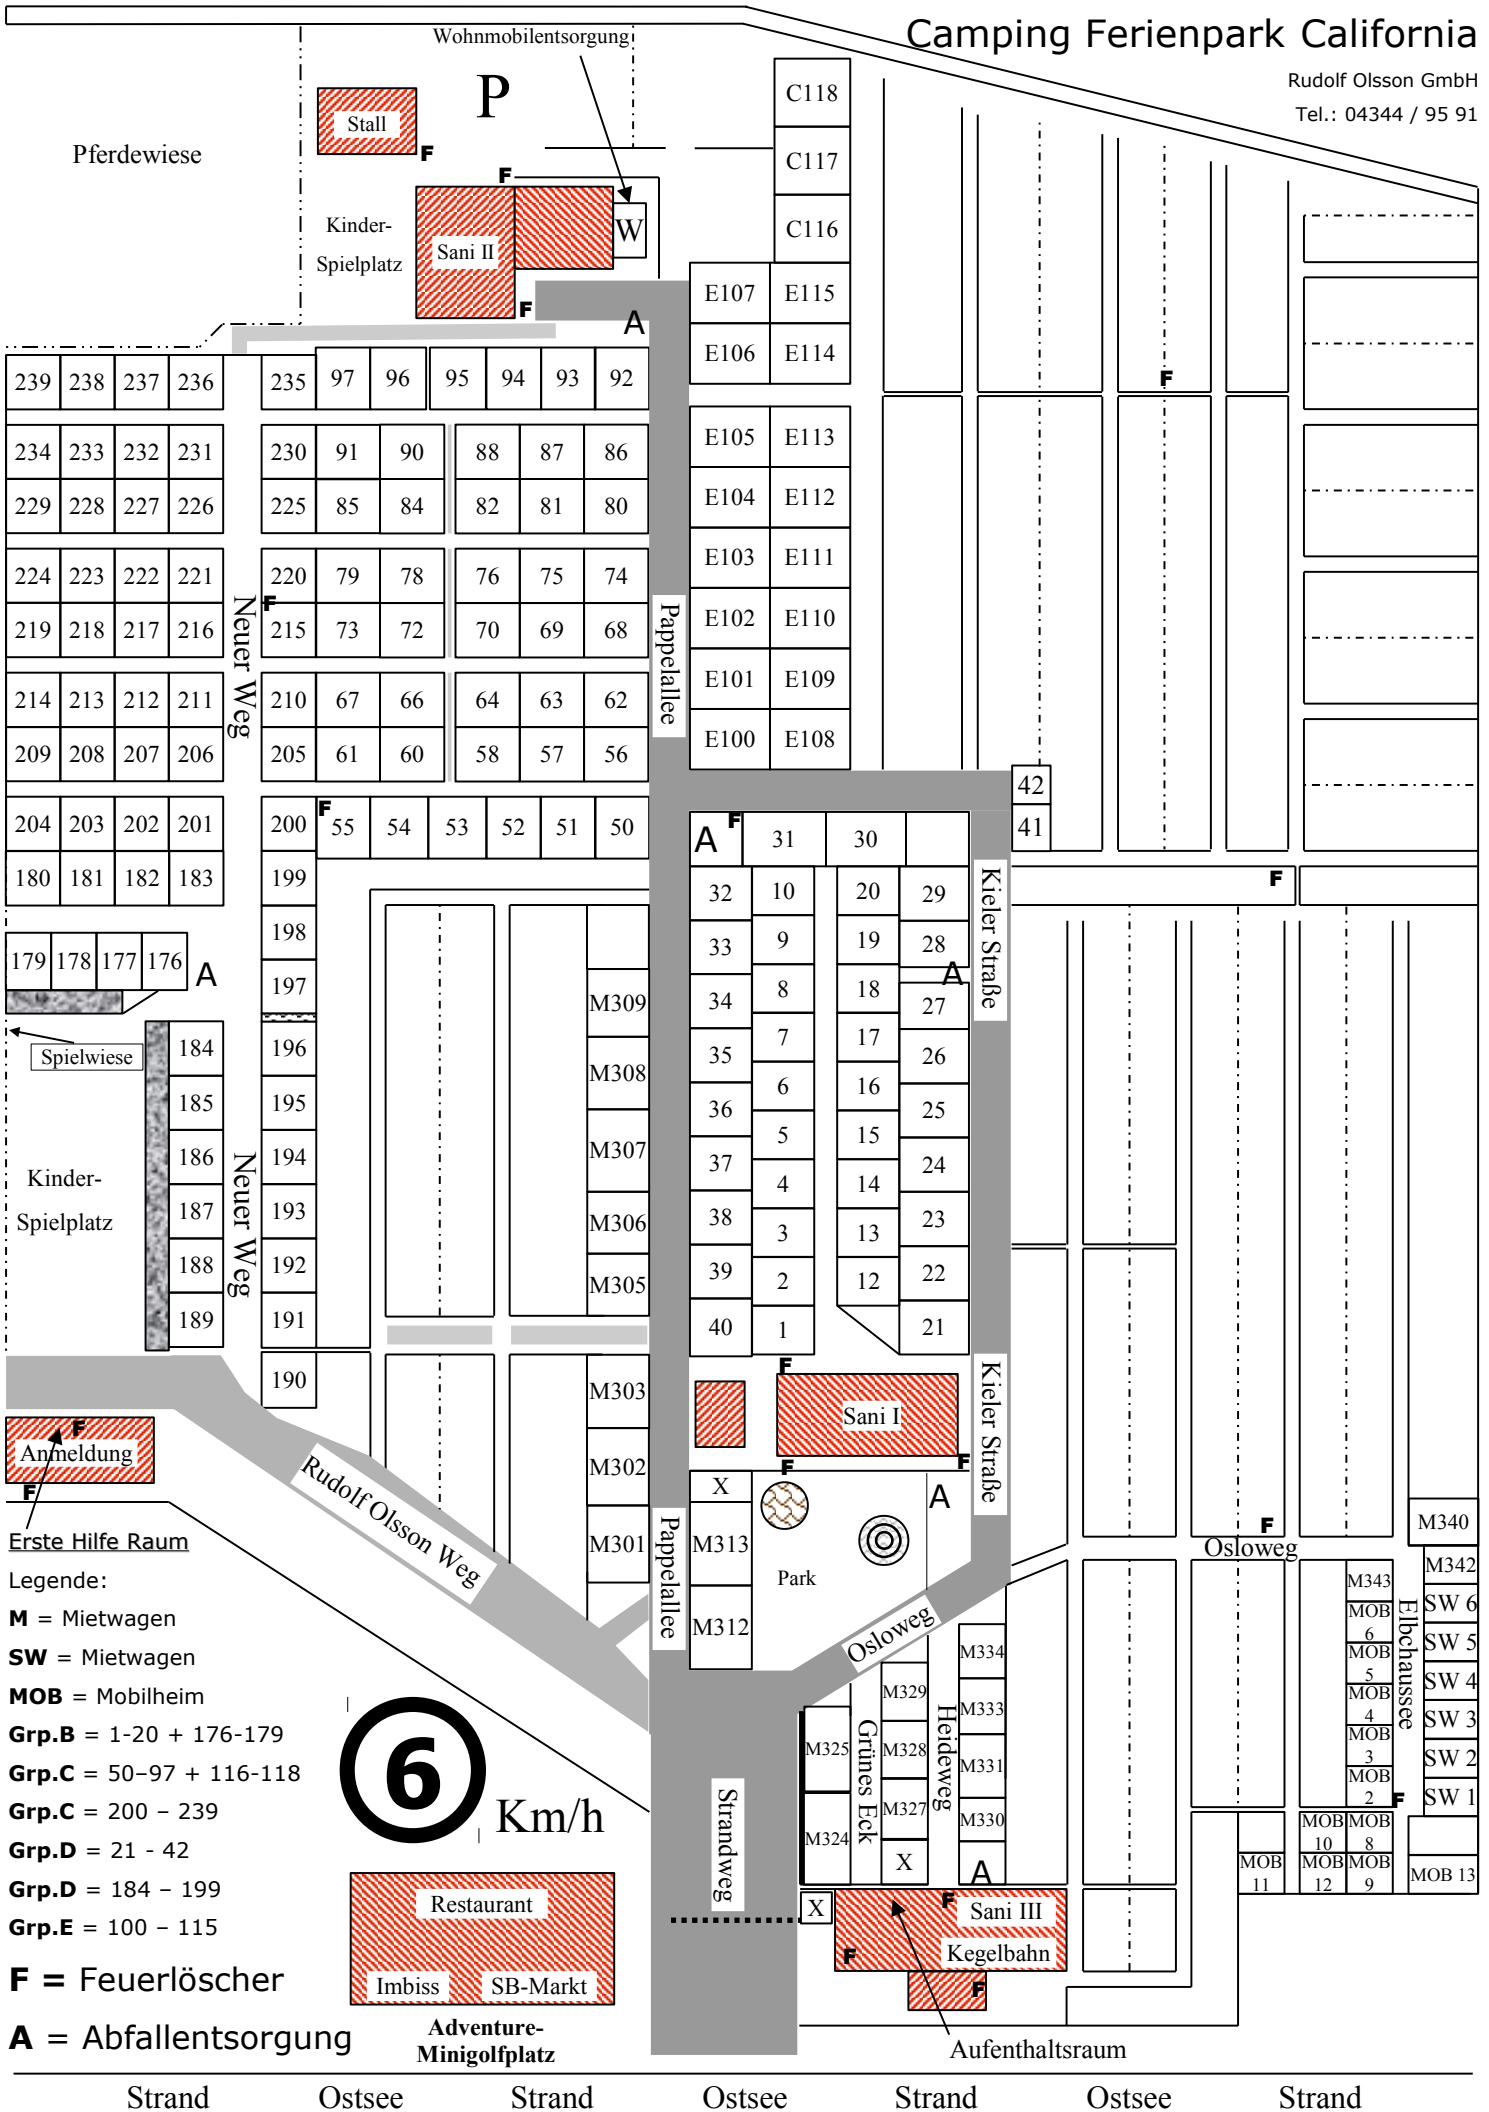 Camping Ferienpark California
Rudolf Olsson GmbH
Tel.: 04344 / 95 91
Wohnmobilentsorgung
P
Stall
F
Pferdewiese
F
Kinder-
Spielplatz
Sani II
W
F
A
C118
C117
C116
E107 E115
E106 E114
E105 E113
E104 E112
E103 E111
E102 E110
E101 E109
E100 E108
F
239 238 237 236 235 97 96 95 94 93 92
234 233 232 231 230 91 90 88 87 86
229 228 227 226 225 85 84 82 81 80
224 223 222 221 220 79 78 76 75 74
F
219 218 217 216 215 73 72 70 69 68
214 213 212 211 210 67 66 64 63 62
209 208 207 206 205 61 60 58 57 56
204 203 202 201 200 F 55 54 53 52 51 50
180 181 182 183 199
198
179 178 177 176 A
197
Neuer Weg
Pappelallee
42
41
A F 31 30
32 10 20 29
33 9 19 28
A
34 8 18 27
35 7 17 26
36 6 16 25
37 5 15 24
38 4 14 23
39 3 13 22
40 2 12 21
1
Kieler Straße
F
Spielwiese
184 196
185 195
186 194
187 193
188 192
189 191
190
Kinder-
Spielplatz
Neuer Weg
M309
M308
M307
M306
M305
M303
M302
M301
F
Sani I
F
F
Kieler Straße
X
M313
M312
A
Park
Pappelallee
Osloweg
Rudolf Olsson Weg
F
Anmeldung
F
Erste Hilfe Raum
Legende:
M = Mietwagen
SW = Mietwagen
MOB = Mobilheim
Grp.B = 1-20 + 176-179
Grp.C = 50–97 + 116-118
Grp.C = 200 – 239
Grp.D = 21 - 42
Grp.D = 184 – 199
Grp.E = 100 – 115
F = Feuerlöscher
A = Abfallentsorgung
6
Km/h
Restaurant
Imbiss SB-Markt
Adventure-
Minigolfplatz
Strandweg
M325
M324
Grünes Eck
M329
M328
M327
X
Heideweg
M334
M333
M331
M330
A
X
F
Sani III
F
Kegelbahn
F
Aufenthaltsraum
F
Osloweg
M340
M342
SW 6
SW 5
SW 4
SW 3
SW 2
SW 1
Elbchaussee
M343
MOB
6
MOB
5
MOB
4
MOB
3
MOB
2
F
MOB
10
MOB
8
MOB
11
MOB
12
MOB
9
MOB 13
Strand Ostsee Strand Ostsee Strand Ostsee Strand